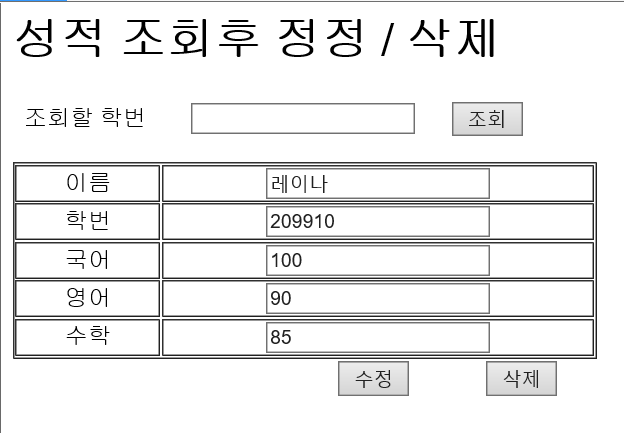 성적 조회후 정정 / 삭제
조회할 학번 조회
이름 레이나
학번 209910
국어 100
영어 90
수학 85
수정 삭제